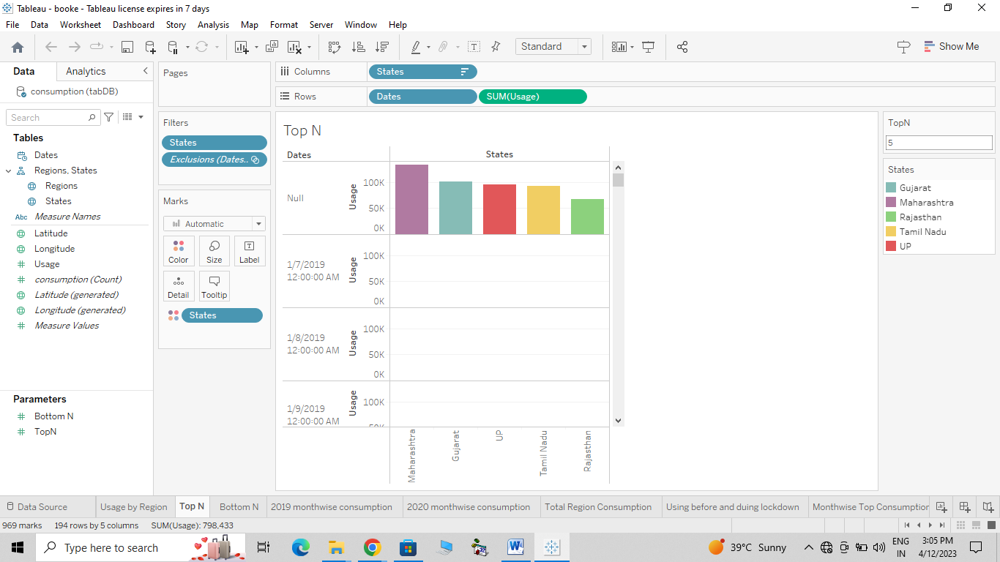 Tableau - booke - Tableau license expires in 7 days
File Data Worksheet Dashboard Story Analysis Map Format Server Window Help
Standard
Show Me
Data Analytics
consumption (tabDB)
Search
Tables
Dates
Regions, States
Regions
States
Abc Measure Names
Latitude
Longitude
Usage
consumption (Count)
Latitude (generated)
Longitude (generated)
Measure Values
Parameters
Bottom N
TopN
Pages
Filters
States
Exclusions (Dates..
Marks
Automatic
Color Size Label
Detail Tooltip
States
Columns States
Rows Dates SUM(Usage)
Top N
Dates States
Null Usage 100K
50K
0K
1/7/2019
12:00:00 AM Usage 100K
50K
0K
1/8/2019
12:00:00 AM Usage 100K
50K
0K
1/9/2019
12:00:00 AM Usage 100K
50K
Maharashtra
Gujarat
UP
Tamil Nadu
Rajasthan
TopN
5
States
Gujarat
Maharashtra
Rajasthan
Tamil Nadu
UP
Data Source Usage by Region Top N Bottom N 2019 monthwise consumption 2020 monthwise consumption Total Region Consumption Using before and duing lockdown Monthwise Top Consumption
969 marks 194 rows by 5 columns SUM(Usage): 798,433
Type here to search
39°C Sunny
ENG
IN
3:05 PM
4/12/2023